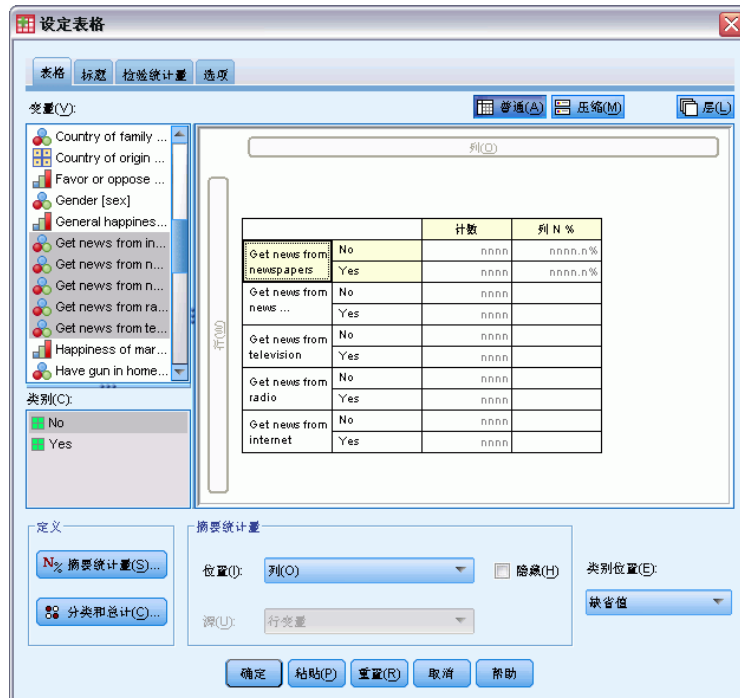 设定表格
表格 标题 检验统计量 选项
变量(V):
普通(A) 压缩(M) 层(L)
Country of family ...
Country of origin ...
Favor or oppose ...
Gender [sex]
General happines...
Get news from in...
Get news from n...
Get news from n...
Get news from ra...
Get news from te...
Happiness of mar...
Have gun in home...
类别(C):
No
Yes
列(O)
行(W)
计数 列 N %
Get news from newspapers No nnnn nnnn.n%
Yes nnnn nnnn.n%
Get news from news ... No nnnn
Yes nnnn
Get news from television No nnnn
Yes nnnn
Get news from radio No nnnn
Yes nnnn
Get news from internet No nnnn
Yes nnnn
定义
N% 摘要统计量(S)...
分类和总计(C)...
摘要统计量
位置(I): 列(O) 隐藏(H)
源(U): 行变量
类别位置(E):
缺省值
确定 粘贴(P) 重置(R) 取消 帮助